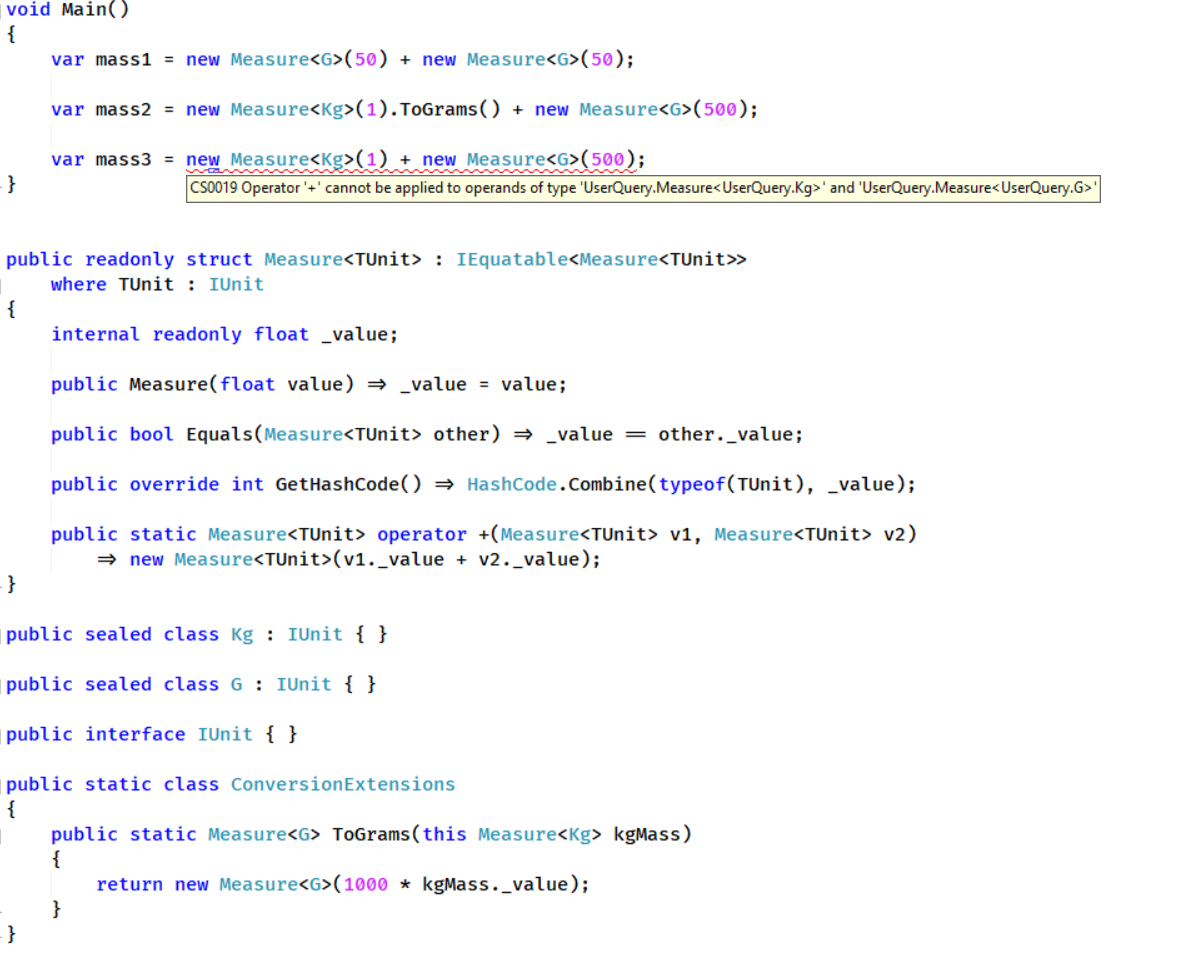 void Main()
{
    var mass1 = new Measure<G>(50) + new Measure<G>(50);
    var mass2 = new Measure<Kg>(1).ToGrams() + new Measure<G>(500);
    var mass3 = new Measure<Kg>(1) + new Measure<G>(500);
}
CS0019 Operator '+' cannot be applied to operands of type 'UserQuery.Measure<UserQuery.Kg>' and 'UserQuery.Measure<UserQuery.G>'
public readonly struct Measure<TUnit> : IEquatable<Measure<TUnit>>
    where TUnit : IUnit
{
    internal readonly float _value;
    public Measure(float value) => _value = value;
    public bool Equals(Measure<TUnit> other) => _value == other._value;
    public override int GetHashCode() => HashCode.Combine(typeof(TUnit), _value);
    public static Measure<TUnit> operator +(Measure<TUnit> v1, Measure<TUnit> v2)
        => new Measure<TUnit>(v1._value + v2._value);
}
public sealed class Kg : IUnit { }
public sealed class G : IUnit { }
public interface IUnit { }
public static class ConversionExtensions
{
    public static Measure<G> ToGrams(this Measure<Kg> kgMass)
    {
        return new Measure<G>(1000 * kgMass._value);
    }
}